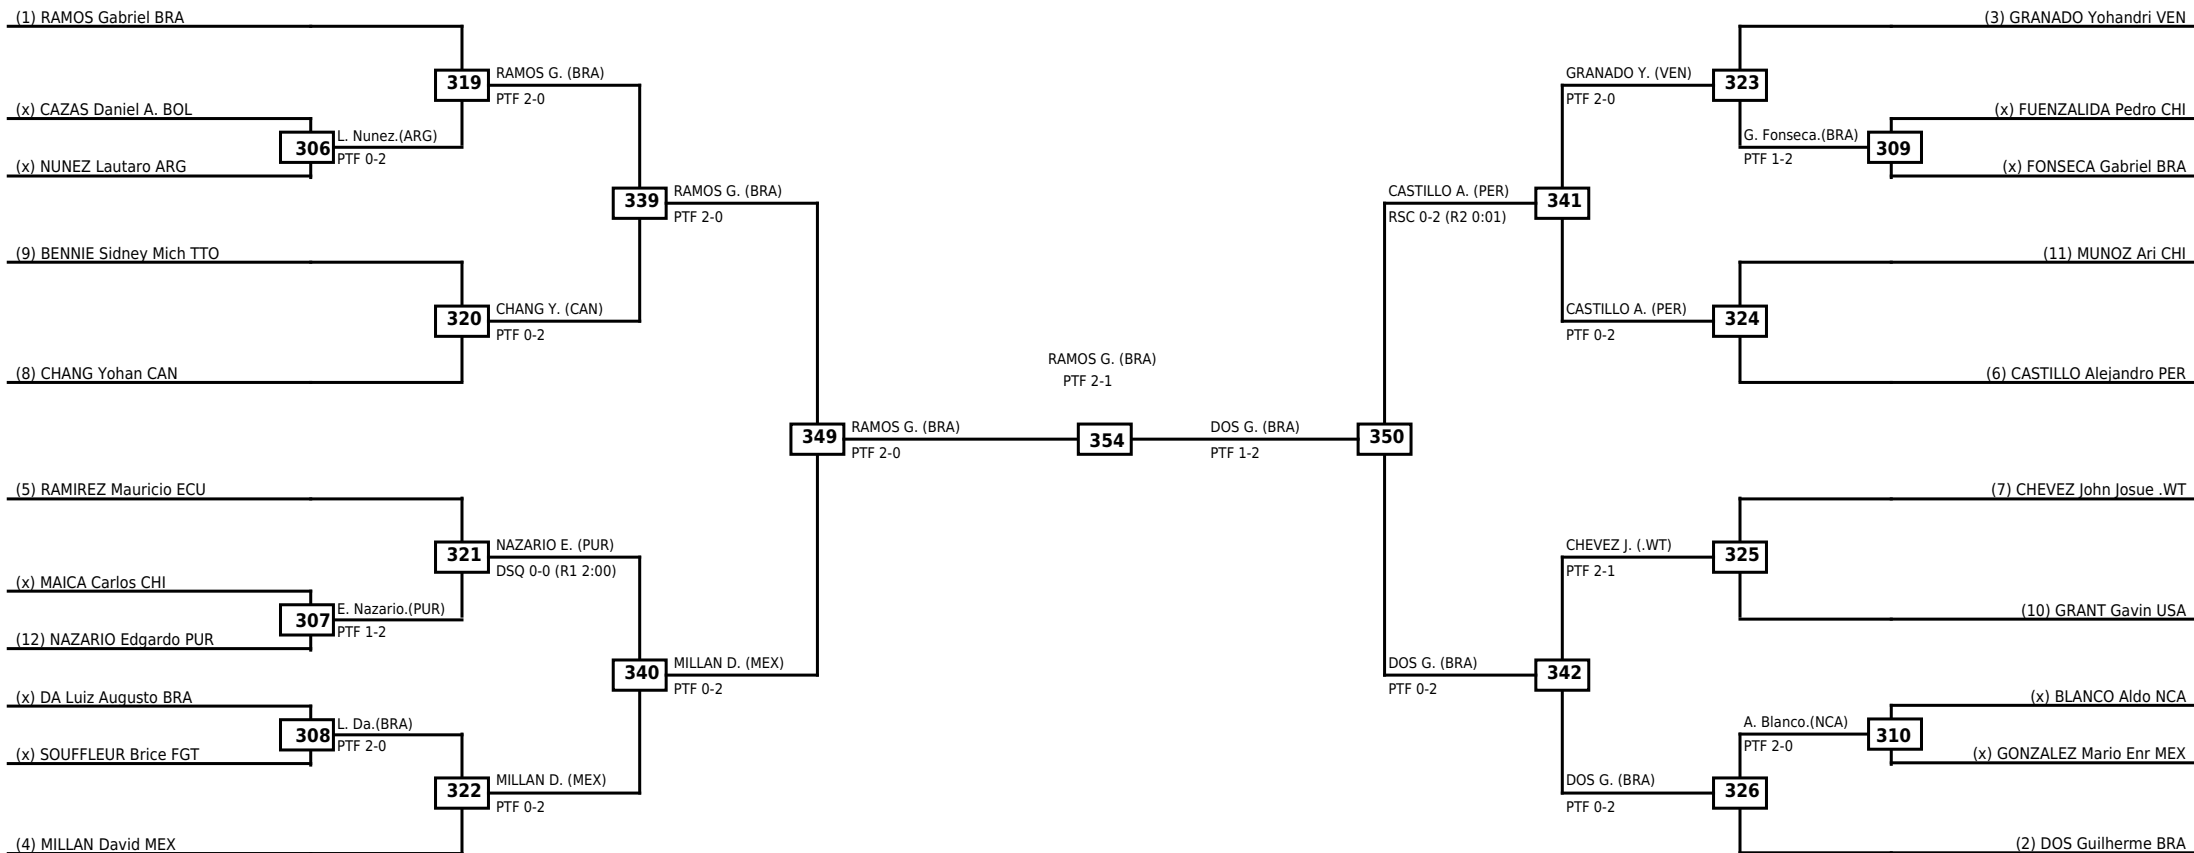 (1) RAMOS Gabriel BRA
(3) GRANADO Yohandri VEN
319
RAMOS G. (BRA)
PTF 2-0
GRANADO Y. (VEN)
PTF 2-0
323
(x) CAZAS Daniel A. BOL
(x) FUENZALIDA Pedro CHI
306
L. Nunez.(ARG)
PTF 0-2
G. Fonseca.(BRA)
PTF 1-2
309
(x) NUNEZ Lautaro ARG
(x) FONSECA Gabriel BRA
339
RAMOS G. (BRA)
PTF 2-0
CASTILLO A. (PER)
RSC 0-2 (R2 0:01)
341
(9) BENNIE Sidney Mich TTO
(11) MUNOZ Ari CHI
320
CHANG Y. (CAN)
PTF 0-2
CASTILLO A. (PER)
PTF 0-2
324
RAMOS G. (BRA)
PTF 2-1
(8) CHANG Yohan CAN
(6) CASTILLO Alejandro PER
349
RAMOS G. (BRA)
PTF 2-0
354
DOS G. (BRA)
PTF 1-2
350
(5) RAMIREZ Mauricio ECU
(7) CHEVEZ John Josue .WT
321
NAZARIO E. (PUR)
DSQ 0-0 (R1 2:00)
CHEVEZ J. (.WT)
PTF 2-1
325
(x) MAICA Carlos CHI
307
E. Nazario.(PUR)
PTF 1-2
(10) GRANT Gavin USA
(12) NAZARIO Edgardo PUR
340
MILLAN D. (MEX)
PTF 0-2
DOS G. (BRA)
PTF 0-2
342
(x) DA Luiz Augusto BRA
(x) BLANCO Aldo NCA
308
L. Da.(BRA)
PTF 2-0
A. Blanco.(NCA)
PTF 2-0
310
(x) SOUFFLEUR Brice FGT
(x) GONZALEZ Mario Enr MEX
322
MILLAN D. (MEX)
PTF 0-2
DOS G. (BRA)
PTF 0-2
326
(4) MILLAN David MEX
(2) DOS Guilherme BRA